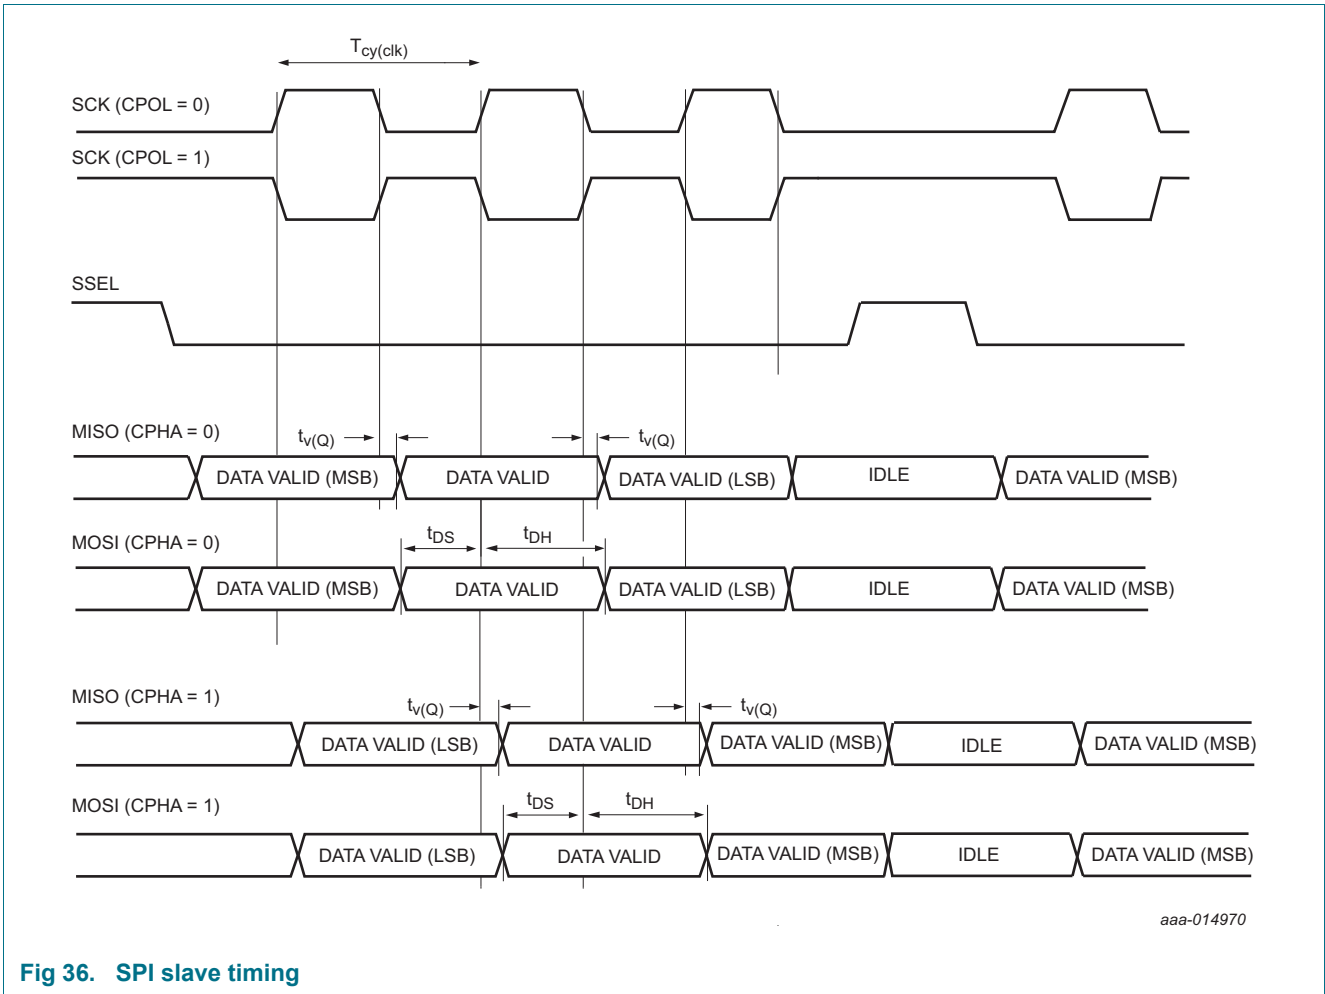 Tcy(clk)
SCK (CPOL = 0)
SCK (CPOL = 1)
SSEL
MISO (CPHA = 0)
tv(Q) tv(Q)
DATA VALID (MSB) DATA VALID DATA VALID (LSB) IDLE DATA VALID (MSB)
tDS tDH
MOSI (CPHA = 0)
DATA VALID (MSB) DATA VALID DATA VALID (LSB) IDLE DATA VALID (MSB)
MISO (CPHA = 1)
tv(Q) tv(Q)
DATA VALID (LSB) DATA VALID DATA VALID (MSB) IDLE DATA VALID (MSB)
tDS tDH
MOSI (CPHA = 1)
DATA VALID (LSB) DATA VALID DATA VALID (MSB) IDLE DATA VALID (MSB)
aaa-014970
Fig 36. SPI slave timing